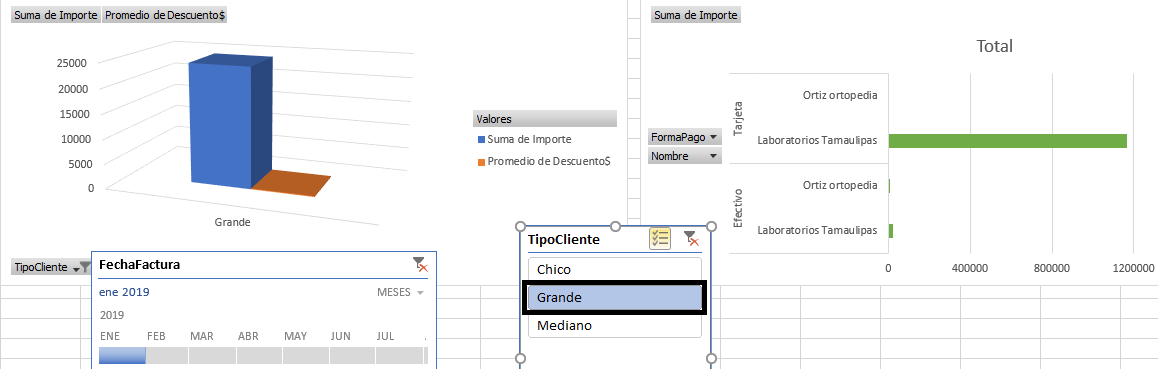 Suma de Importe
Promedio de Descuento$
25000
20000
15000
10000
5000
0
Grande
Valores
Suma de Importe
Promedio de Descuento$
TipoCliente
FechaFactura
ene 2019
MESES
2019
ENE FEB MAR ABR MAY JUN JUL
TipoCliente
Chico
Grande
Mediano
Suma de Importe
Total
FormaPago
Nombre
Tarjeta
Ortiz ortopedia
Laboratorios Tamaulipas
Efectivo
Ortiz ortopedia
Laboratorios Tamaulipas
0 400000 800000 1200000